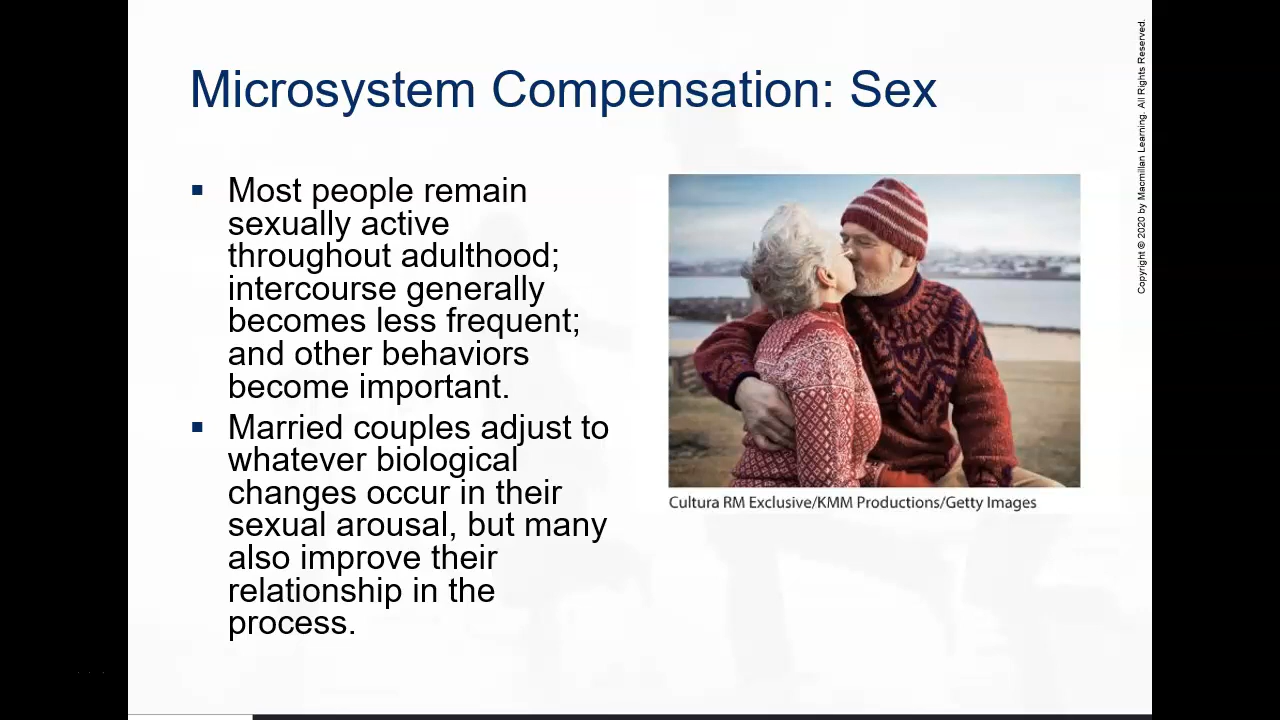 Microsystem Compensation: Sex
▪ Most people remain
sexually active
throughout adulthood;
intercourse generally
becomes less frequent;
and other behaviors
become important.
▪ Married couples adjust to
whatever biological
changes occur in their
sexual arousal, but many
also improve their
relationship in the
process.
Cultura RM Exclusive/KMM Productions/Getty Images
Copyright © 2020 by Macmillan Learning. All Rights Reserved.